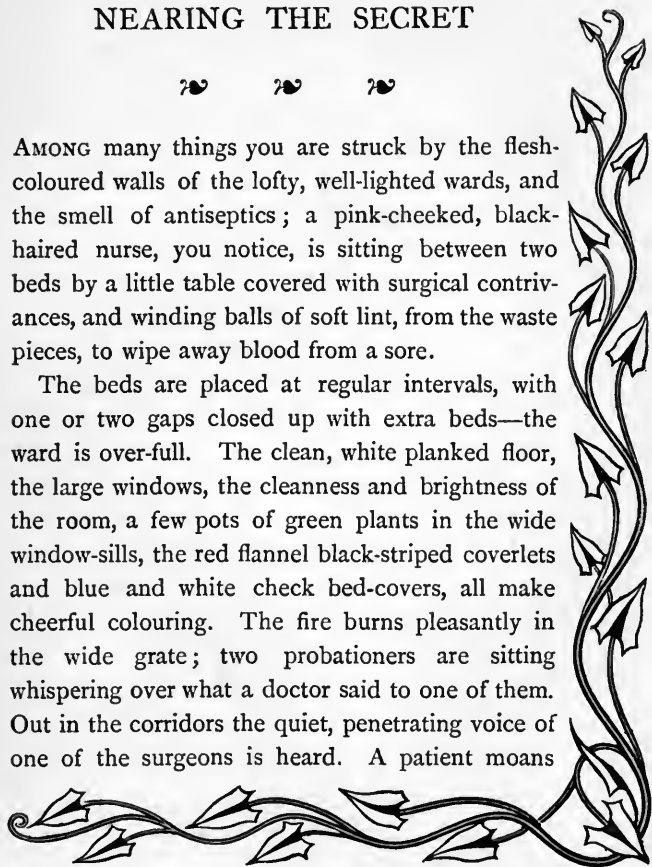 NEARING THE SECRET
AMONG many things you are struck by the flesh-
coloured walls of the lofty, well-lighted wards, and
the smell of antiseptics; a pink-cheeked, black-
haired nurse, you notice, is sitting between two
beds by a little table covered with surgical contriv-
ances, and winding balls of soft lint, from the waste
pieces, to wipe away blood from a sore.
The beds are placed at regular intervals, with
one or two gaps closed up with extra beds—the
ward is over-full. The clean, white planked floor,
the large windows, the cleanness and brightness of
the room, a few pots of green plants in the wide
window-sills, the red flannel black-striped coverlets
and blue and white check bed-covers, all make
cheerful colouring. The fire burns pleasantly in
the wide grate; two probationers are sitting
whispering over what a doctor said to one of them.
Out in the corridors the quiet, penetrating voice of
one of the surgeons is heard. A patient moans